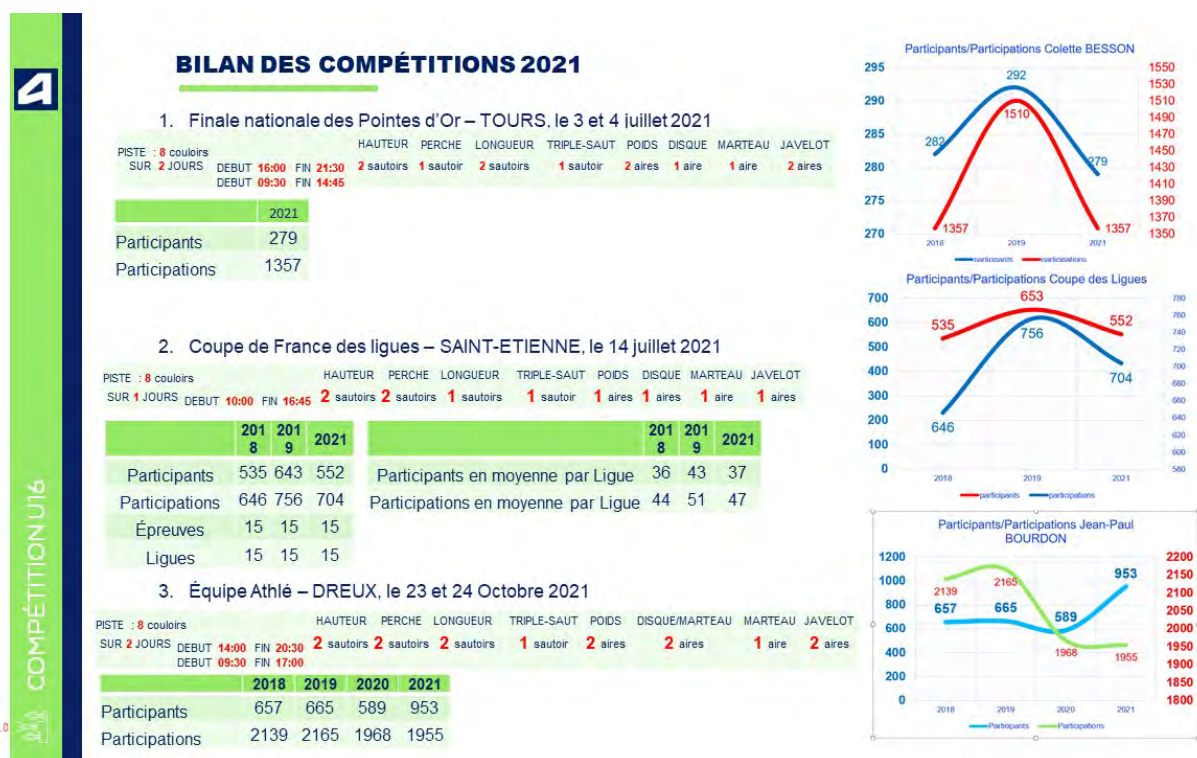 BILAN DES COMPÉTITIONS 2021
1. Finale nationale des Pointes d'Or – TOURS, le 3 et 4 juillet 2021
HAUTEUR PERCHE LONGUEUR TRIPLE-SAUT POIDS DISQUE MARTEAU JAVELOT
PISTE : 8 couloirs
SUR 2 JOURS DEBUT 16:00 FIN 21:30 2 sautoirs 1 sautoir 2 sautoirs 1 sautoir 2 aires 1 aire 1 aire 2 aires
DEBUT 09:30 FIN 14:45
2021
Participants 279
Participations 1357
2. Coupe de France des ligues – SAINT-ETIENNE, le 14 juillet 2021
PISTE : 8 couloirs HAUTEUR PERCHE LONGUEUR TRIPLE-SAUT POIDS DISQUE MARTEAU JAVELOT
SUR 1 JOURS DEBUT 10:00 FIN 16:45 2 sautoirs 2 sautoirs 1 sautoirs 1 sautoir 1 aires 1 aires 1 aire 1 aires
2018 2019 2021
Participants 535 643 552
Participations 646 756 704
Épreuves 15 15 15
Ligues 15 15 15
2018 2019 2021
Participants en moyenne par Ligue 36 43 37
Participations en moyenne par Ligue 44 51 47
3. Équipe Athlé – DREUX, le 23 et 24 Octobre 2021
PISTE : 8 couloirs HAUTEUR PERCHE LONGUEUR TRIPLE-SAUT POIDS DISQUE/MARTEAU MARTEAU JAVELOT
SUR 2 JOURS DEBUT 14:00 FIN 20:30 2 sautoirs 2 sautoirs 2 sautoirs 1 sautoir 2 aires 2 aires 1 aire 2 aires
DEBUT 09:30 FIN 17:00
2018 2019 2020 2021
Participants 657 665 589 953
Participations 2139 2165 1968 1955
COMPÉTITION U16
Participants/Participations Colette BESSON
295 1550
1530
290 292 1510
1510 1490
285 1470
282 1450
280 279 1430
1410
275 1390
1370
270 1357 1357 1350
2018 2019 2021
participants participations
Participants/Participations Coupe des Ligues
700 653 780
600 535 552 760
500 756 740
400 704 720
300 700
200 646 680
100 660
0 640
620
600
580
2018 2019 2021
participants participations
Participants/Participations Jean-Paul
BOURDON
1200 2200
1000 2139 2165 953 2150
800 657 665 2100
600 589 2050
400 1968 1955 2000
200 1950
0 1900
1850
1800
2018 2019 2020 2021
Participants Participations